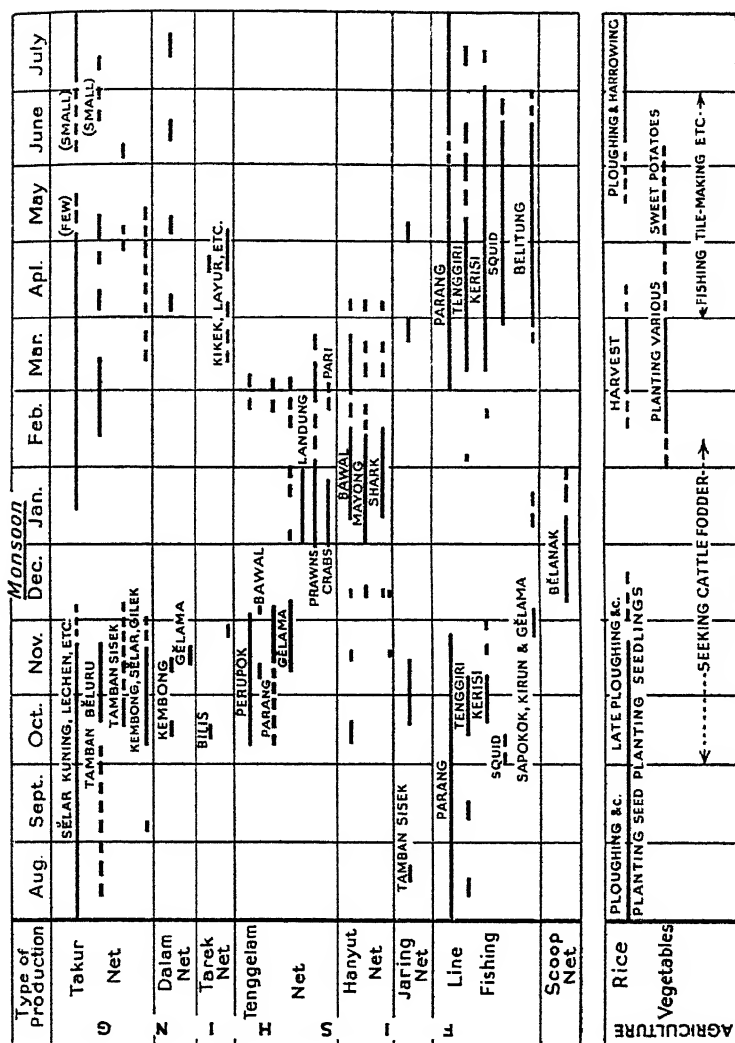 Type of
Production
Aug.
Sept.
Oct.
Nov.
Monsoon
Dec.
Jan.
Feb.
Mar.
Apl.
May
June
July
FISHING
Takur
Net
SĔLAR KUNING, LECHEN, ETC.
(FEW)
(SMALL)
TAMBAN BĔLURU
(SMALL)
TAMBAN SISEK
KEMBONG, SĔLAR, GILEK
Dalam
Net
KEMBONG
GĔLAMA
Tarek
Net
BILIS
KIKEK, LAYUR, ETC.
Tenggelam
Net
PERUPOK
BAWAL
PARANG
GĔLAMA
LANDUNG
PRAWNS
CRABS
PARI
Hanyut
Net
BAWAL
MAYONG
SHARK
Jaring
Net
TAMBAN SISEK
Line
Fishing
PARANG
PARANG
TENGGIRI
TENGGIRI
KERISI
KERISI
SQUID
SQUID
SAPOKOK, KIRUN & GĔLAMA
BELITUNG
Scoop
Net
BĔLANAK
AGRICULTURE
Rice
PLOUGHING &c.
LATE PLOUGHING &c.
HARVEST
PLOUGHING & HARROWING
PLANTING SEED
PLANTING SEEDLINGS
Vegetables
PLANTING VARIOUS
SWEET POTATOES
SEEKING CATTLE FODDER
FISHING TILE-MAKING ETC